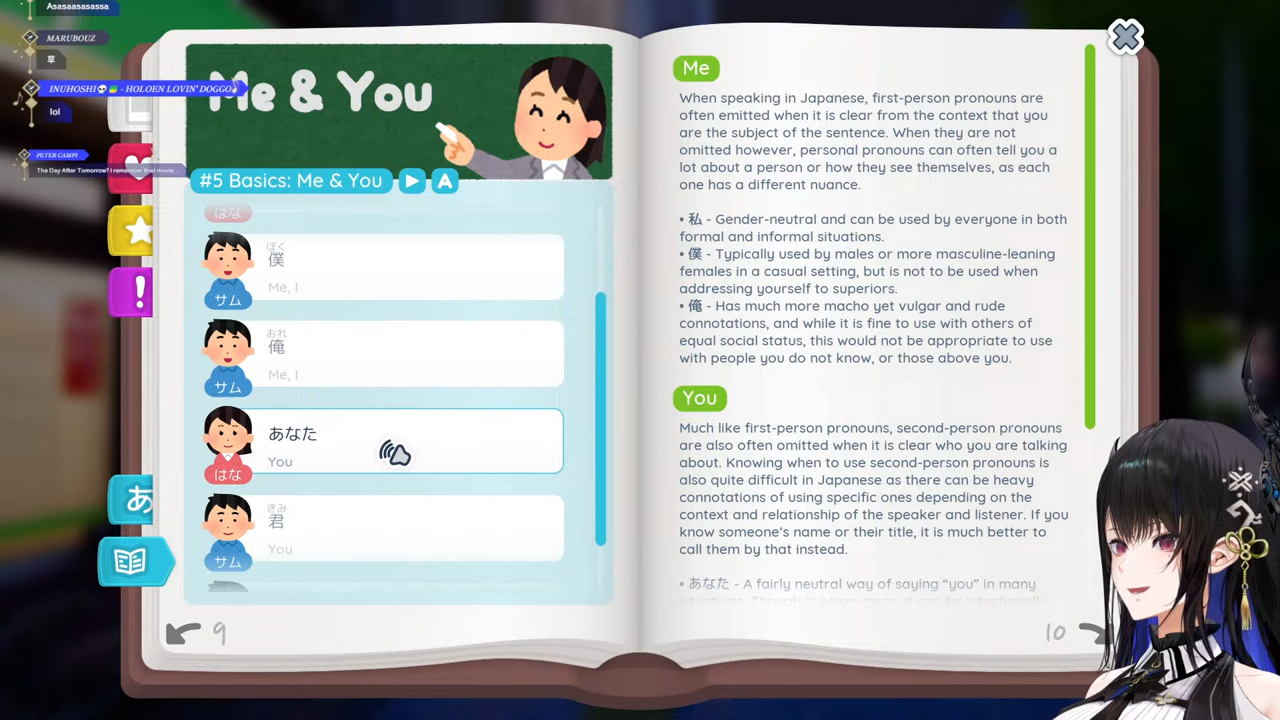 Asasaasasassa
MARUBOUZ
草
INUHOSHI💀🐸 - HOLOEN LOVIN' DOGGO
lol
PETER CAMPI
The Day After Tomorrow? I remember that movie...
Me & You
#5 Basics: Me & You
A
はな
ぼく
僕
Me, I
サム
おれ
俺
Me, I
サム
あなた
You
はな
きみ
君
You
サム
あ
9
Me
When speaking in Japanese, first-person pronouns are
often emitted when it is clear from the context that you
are the subject of the sentence. When they are not
omitted however, personal pronouns can often tell you a
lot about a person or how they see themselves, as each
one has a different nuance.
• 私 - Gender-neutral and can be used by everyone in both
formal and informal situations.
• 僕 - Typically used by males or more masculine-leaning
females in a casual setting, but is not to be used when
addressing yourself to superiors.
• 俺 - Has much more macho yet vulgar and rude
connotations, and while it is fine to use with others of
equal social status, this would not be appropriate to use
with people you do not know, or those above you.
You
Much like first-person pronouns, second-person pronouns
are also often omitted when it is clear who you are talking
about. Knowing when to use second-person pronouns is
also quite difficult in Japanese as there can be heavy
connotations of using specific ones depending on the
context and relationship of the speaker and listener. If you
know someone's name or their title, it is much better to
call them by that instead.
• あなた - A fairly neutral way of saying "you" in many
10